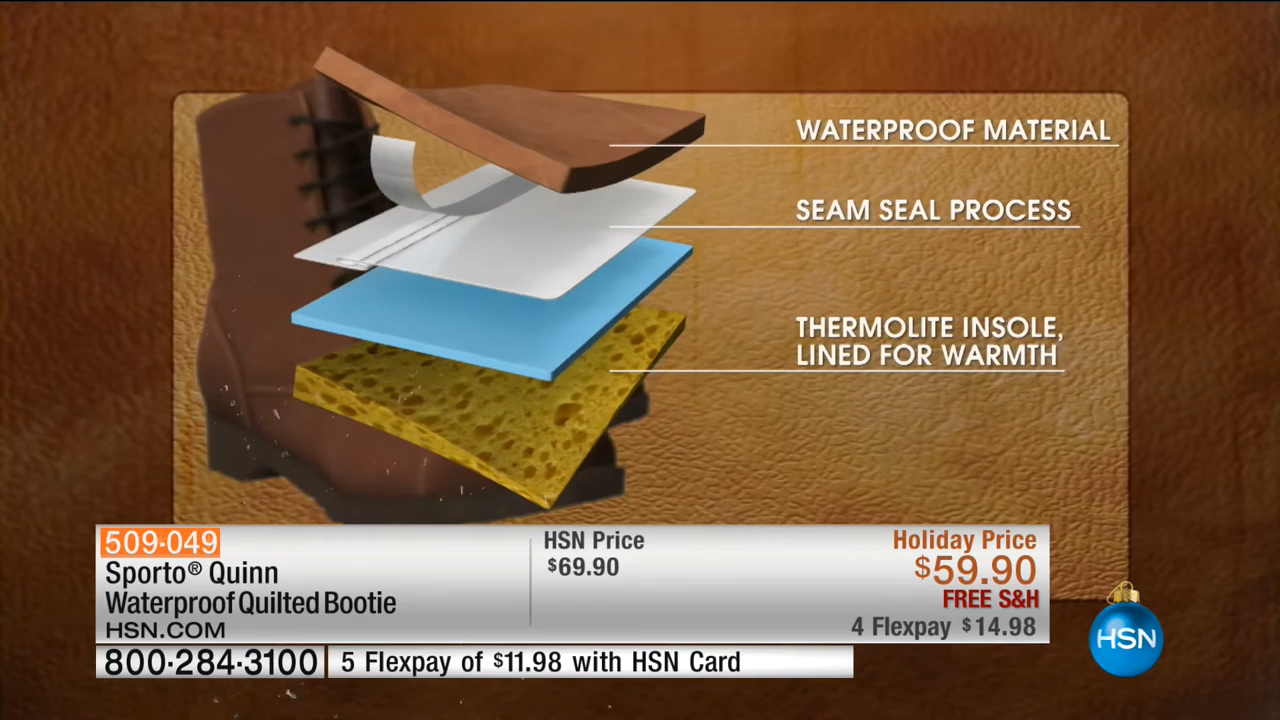 WATERPROOF MATERIAL
SEAM SEAL PROCESS
THERMOLITE INSOLE,
LINED FOR WARMTH
509·049
Sporto® Quinn
Waterproof Quilted Bootie
HSN.COM
HSN Price
$69.90
Holiday Price
$59.90
FREE S&H
4 Flexpay $14.98
800·284·3100
5 Flexpay of $11.98 with HSN Card
HSN